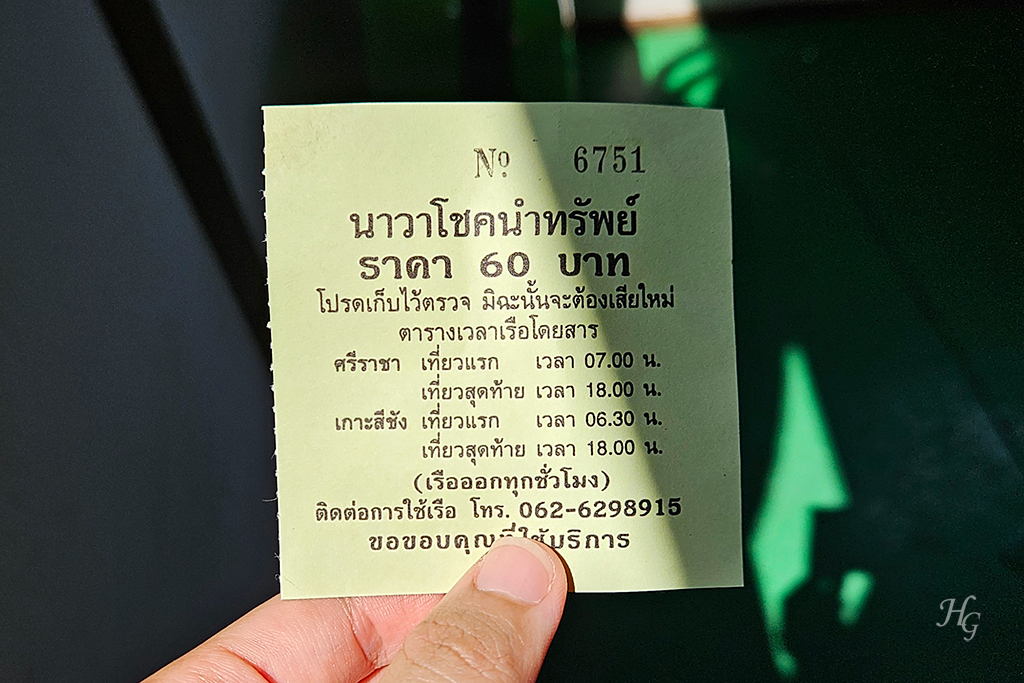 Nº 6751
นาวาโชคนำทรัพย์
ราคา 60 บาท
โปรดเก็บไว้ตรวจ มิฉะนั้นจะต้องเสียใหม่
ตารางเวลาเรือโดยสาร
ศรีราชา เที่ยวแรก เวลา 07.00 น.
เที่ยวสุดท้าย เวลา 18.00 น.
เกาะสีชัง เที่ยวแรก เวลา 06.30 น.
เที่ยวสุดท้าย เวลา 18.00 น.
(เรือออกทุกชั่วโมง)
ติดต่อการใช้เรือ โทร. 062-6298915
ขอขอบคุณที่ใช้บริการ
HG